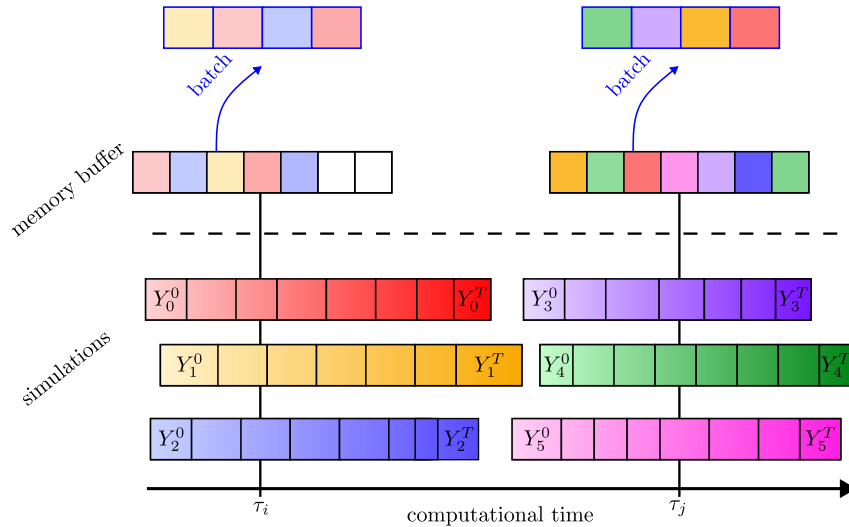 batch batch
memory buffer
Y_0^0 Y_0^T Y_3^0 Y_3^T
Y_1^0 Y_1^T Y_4^0 Y_4^T
simulations
Y_2^0 Y_2^T Y_5^0 Y_5^T
τ_i τ_j
computational time